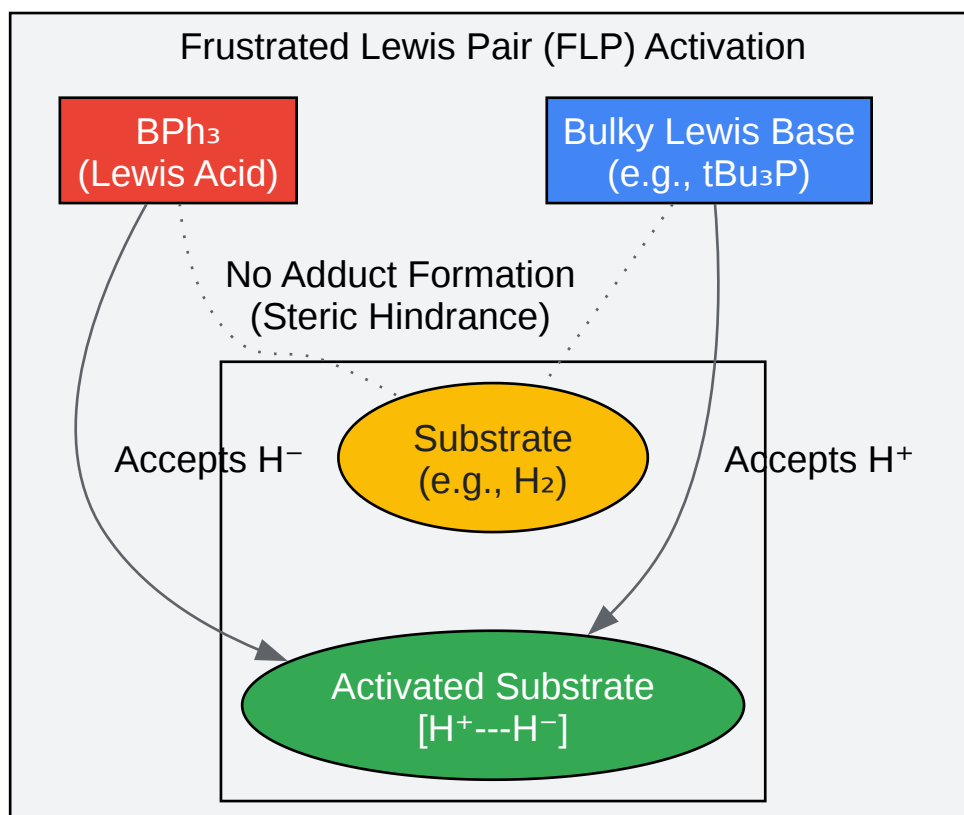 Frustrated Lewis Pair (FLP) Activation
BPh₃
(Lewis Acid)
Bulky Lewis Base
(e.g., tBu₃P)
No Adduct Formation
(Steric Hindrance)
Substrate
(e.g., H₂)
Accepts H⁻
Accepts H⁺
Activated Substrate
[H⁺---H⁻]